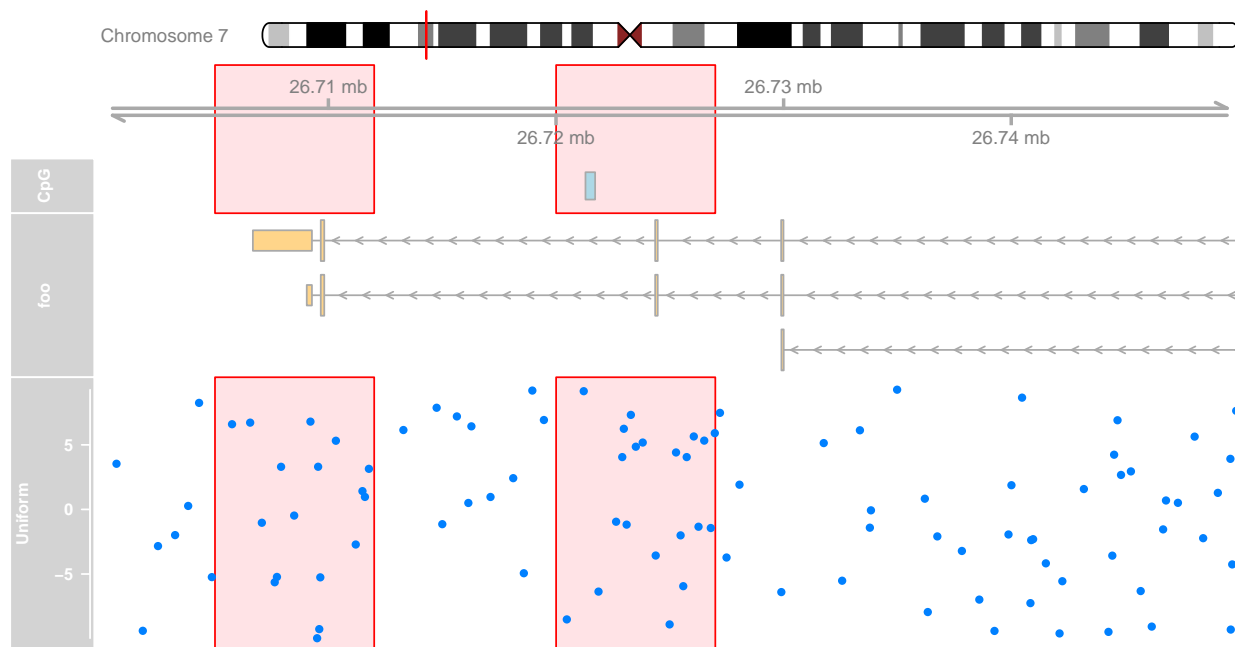 Chromosome 7
26.71 mb
26.73 mb
26.72 mb
26.74 mb
CpG
foo
Uniform
5
0
−5